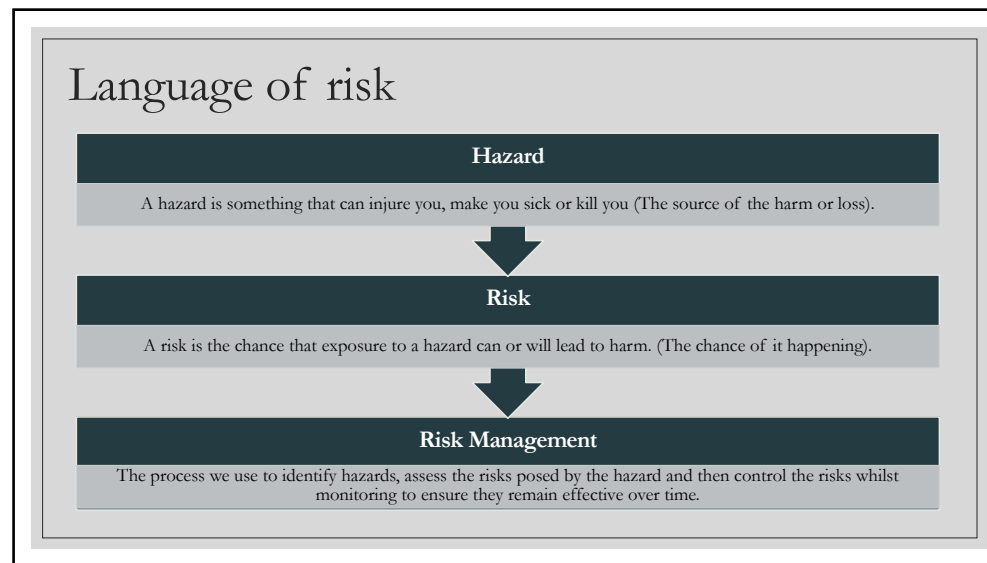 Language of risk
Hazard
A hazard is something that can injure you, make you sick or kill you (The source of the harm or loss).
Risk
A risk is the chance that exposure to a hazard can or will lead to harm. (The chance of it happening).
Risk Management
The process we use to identify hazards, assess the risks posed by the hazard and then control the risks whilst
monitoring to ensure they remain effective over time.